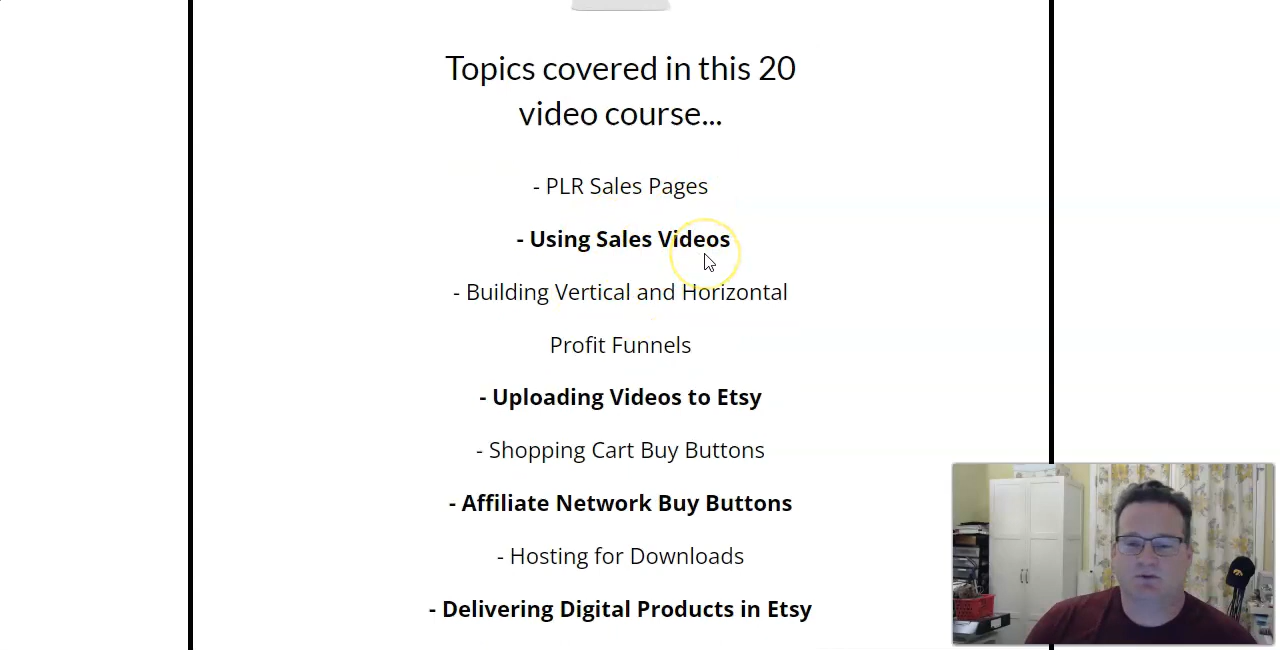 Topics covered in this 20
video course...
- PLR Sales Pages
- Using Sales Videos
- Building Vertical and Horizontal
Profit Funnels
- Uploading Videos to Etsy
- Shopping Cart Buy Buttons
- Affiliate Network Buy Buttons
- Hosting for Downloads
- Delivering Digital Products in Etsy